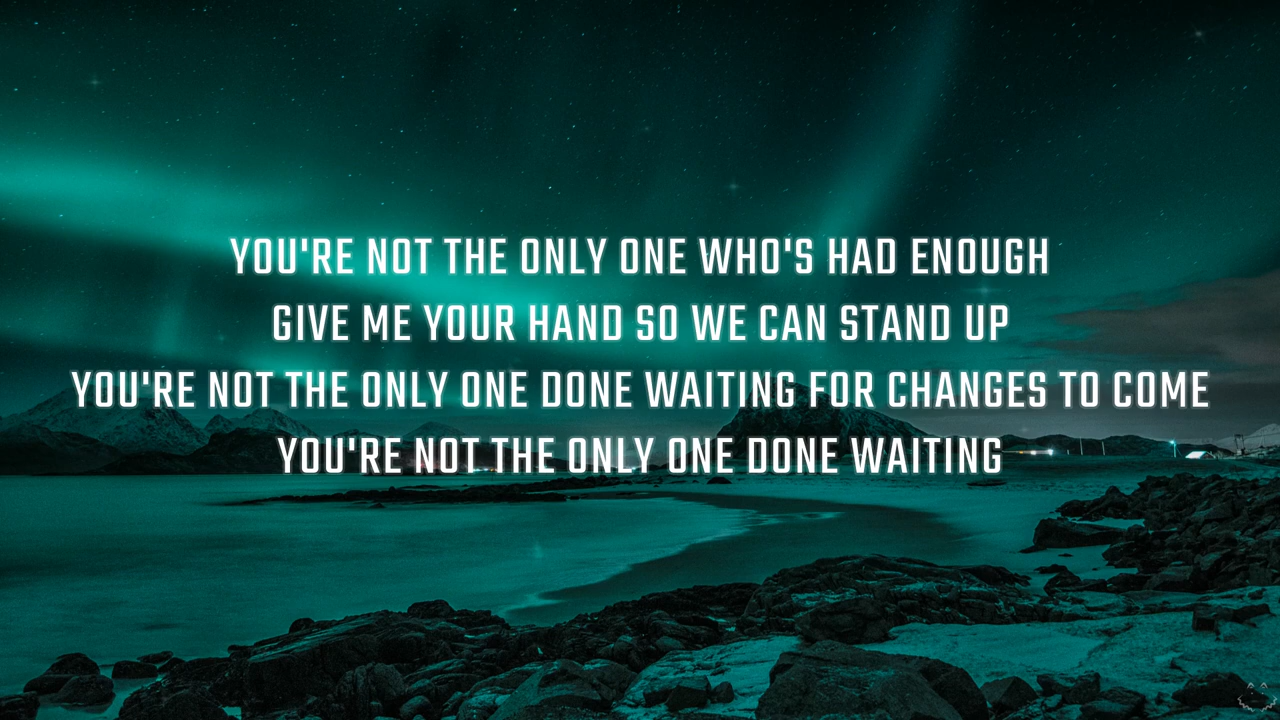 YOU'RE NOT THE ONLY ONE WHO'S HAD ENOUGH
GIVE ME YOUR HAND SO WE CAN STAND UP
YOU'RE NOT THE ONLY ONE DONE WAITING FOR CHANGES TO COME
YOU'RE NOT THE ONLY ONE DONE WAITING